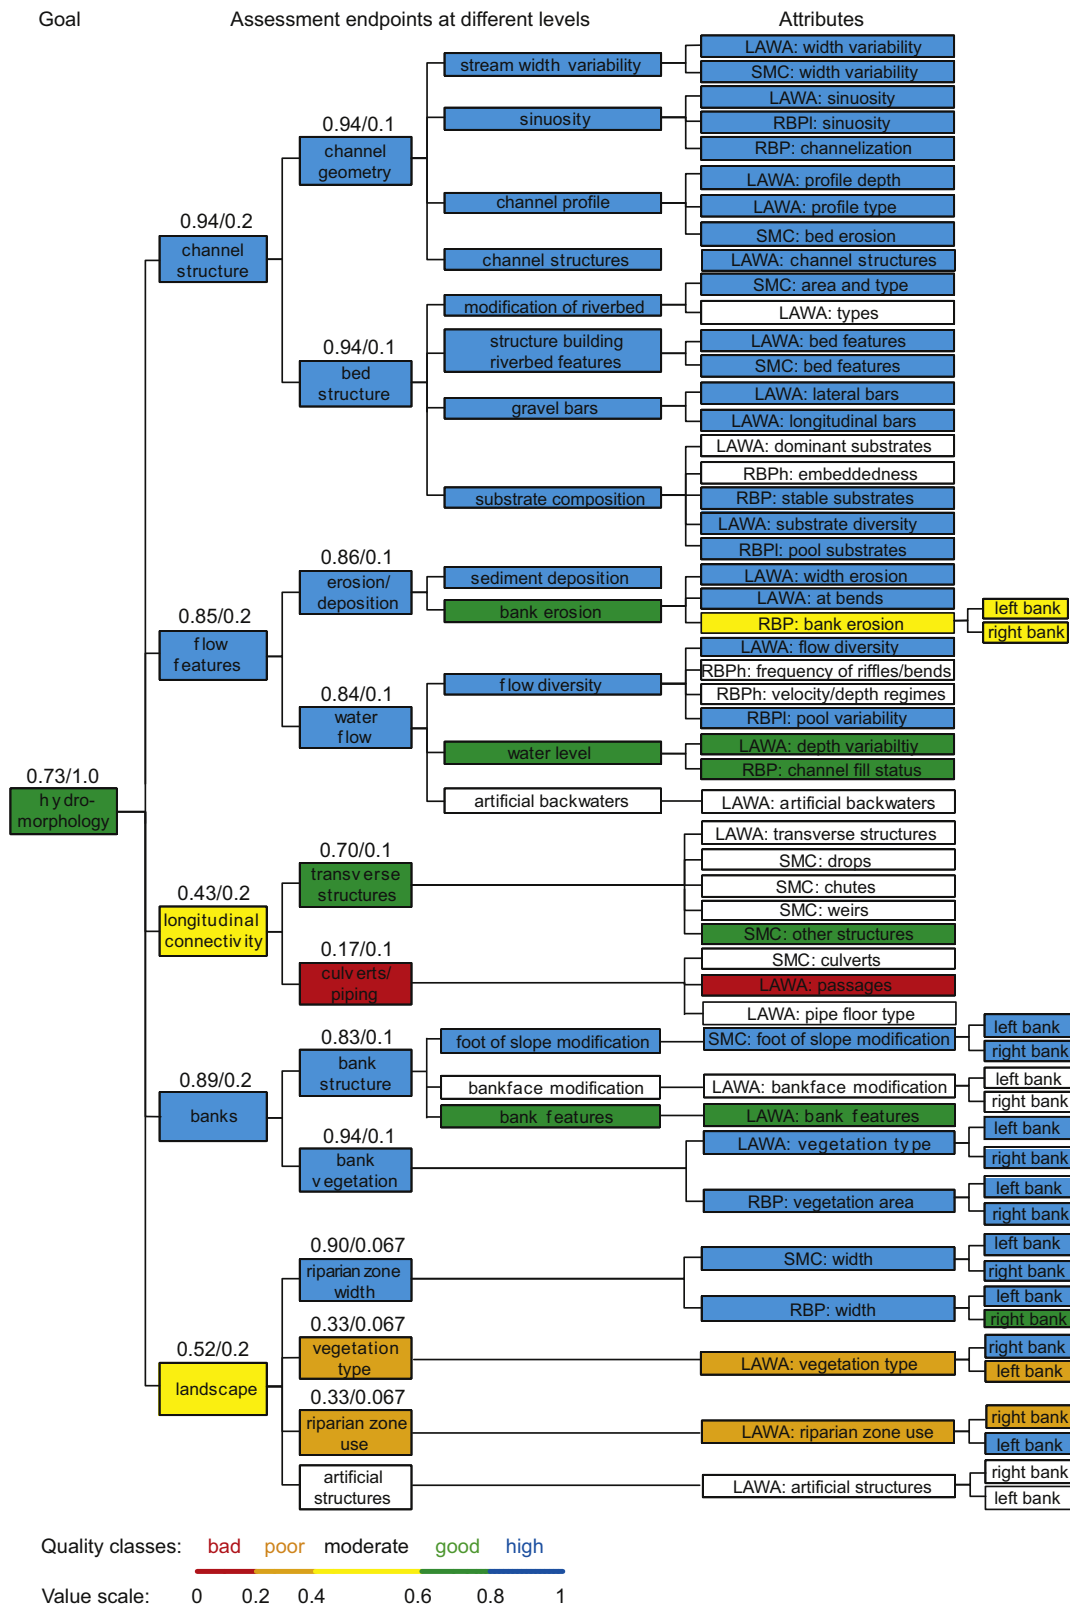 Goal
Assessment endpoints at different levels
Attributes
0.73/1.0
hydro-
morphology
0.94/0.2
channel
structure
0.94/0.1
channel
geometry
stream width variability
LAWA: width variability
SMC: width variability
sinuosity
LAWA: sinuosity
RBPl: sinuosity
RBP: channelization
channel profile
LAWA: profile depth
LAWA: profile type
SMC: bed erosion
channel structures
LAWA: channel structures
0.94/0.1
bed
structure
modification of riverbed
SMC: area and type
LAWA: types
structure building
riverbed features
LAWA: bed features
SMC: bed features
gravel bars
LAWA: lateral bars
LAWA: longitudinal bars
substrate composition
LAWA: dominant substrates
RBPh: embeddedness
RBP: stable substrates
LAWA: substrate diversity
RBPl: pool substrates
0.85/0.2
flow
features
0.86/0.1
erosion/
deposition
sediment deposition
bank erosion
LAWA: width erosion
LAWA: at bends
RBP: bank erosion
left bank
right bank
0.84/0.1
water
flow
flow diversity
LAWA: flow diversity
RBPh: frequency of riffles/bends
RBPh: velocity/depth regimes
RBPl: pool variability
water level
LAWA: depth variabiltiy
RBP: channel fill status
artificial backwaters
LAWA: artificial backwaters
0.43/0.2
longitudinal
connectivity
0.70/0.1
transverse
structures
LAWA: transverse structures
SMC: drops
SMC: chutes
SMC: weirs
SMC: other structures
0.17/0.1
culverts/
piping
SMC: culverts
LAWA: passages
LAWA: pipe floor type
0.89/0.2
banks
0.83/0.1
bank
structure
foot of slope modification
SMC: foot of slope modification
left bank
right bank
bankface modification
LAWA: bankface modification
left bank
right bank
bank features
LAWA: bank features
0.94/0.1
bank
vegetation
LAWA: vegetation type
left bank
right bank
RBP: vegetation area
left bank
right bank
0.52/0.2
landscape
0.90/0.067
riparian zone
width
SMC: width
left bank
right bank
RBP: width
left bank
right bank
0.33/0.067
vegetation
type
LAWA: vegetation type
right bank
left bank
0.33/0.067
riparian zone
use
LAWA: riparian zone use
right bank
left bank
artificial
structures
LAWA: artificial structures
right bank
left bank
Quality classes: bad poor moderate good high
Value scale: 0 0.2 0.4 0.6 0.8 1